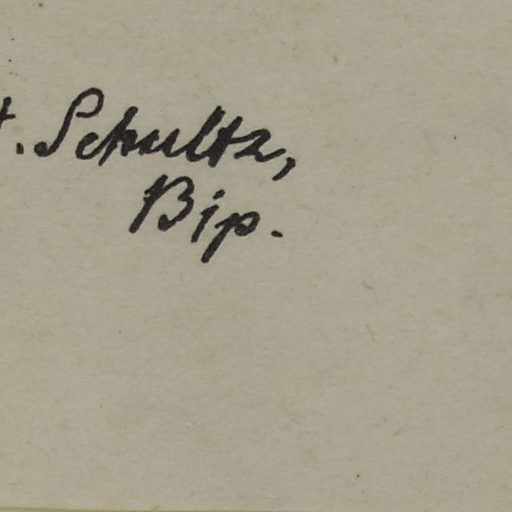 t. Schultz,
Bip.